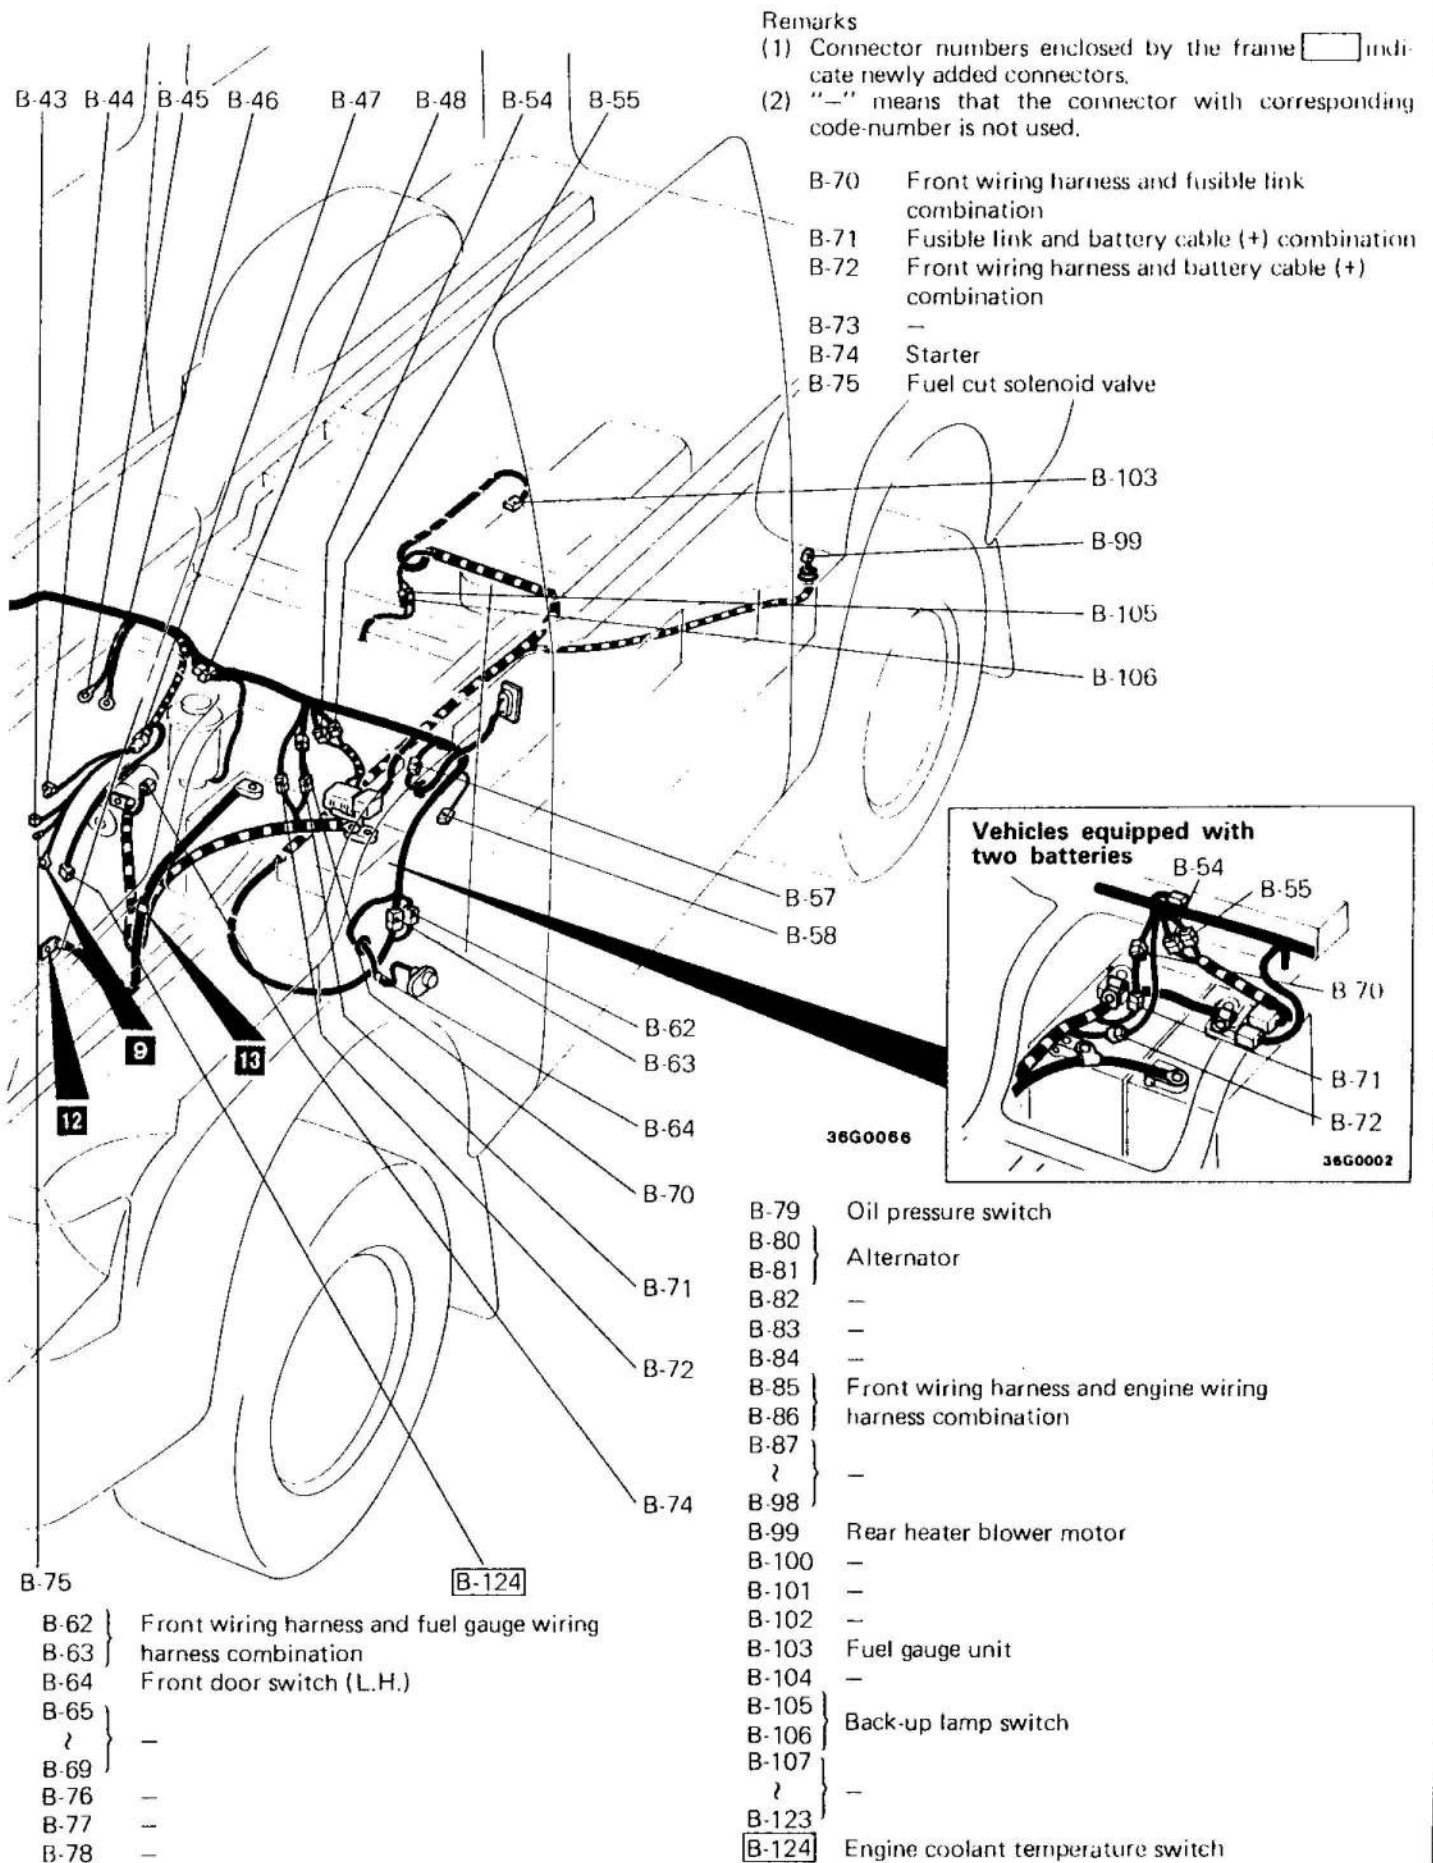 Remarks
(1) Connector numbers enclosed by the frame indi-
cate newly added connectors.
(2) "–" means that the connector with corresponding
code-number is not used.
B-43 B-44 B-45 B-46 B-47 B-48 B-54 B-55
B-70 Front wiring harness and fusible link
combination
B-71 Fusible link and battery cable (+) combination
B-72 Front wiring harness and battery cable (+)
combination
B-73 –
B-74 Starter
B-75 Fuel cut solenoid valve
B-103
B-99
B-105
B-106
B-57
B-58
B-62
B-63
B-64
B-70
B-71
B-72
B-74
9
13
12
B-75
B-124
Vehicles equipped with
two batteries
B-54
B-55
B-70
B-71
B-72
36G0002
36G0066
B-62
B-63
Front wiring harness and fuel gauge wiring
harness combination
B-64 Front door switch (L.H.)
B-65
≀
B-69
–
B-76 –
B-77 –
B-78 –
B-79 Oil pressure switch
B-80
B-81
Alternator
B-82 –
B-83 –
B-84 –
B-85
B-86
Front wiring harness and engine wiring
harness combination
B-87
≀
B-98
–
B-99 Rear heater blower motor
B-100 –
B-101 –
B-102 –
B-103 Fuel gauge unit
B-104 –
B-105
B-106
Back-up lamp switch
B-107
≀
B-123
–
B-124 Engine coolant temperature switch